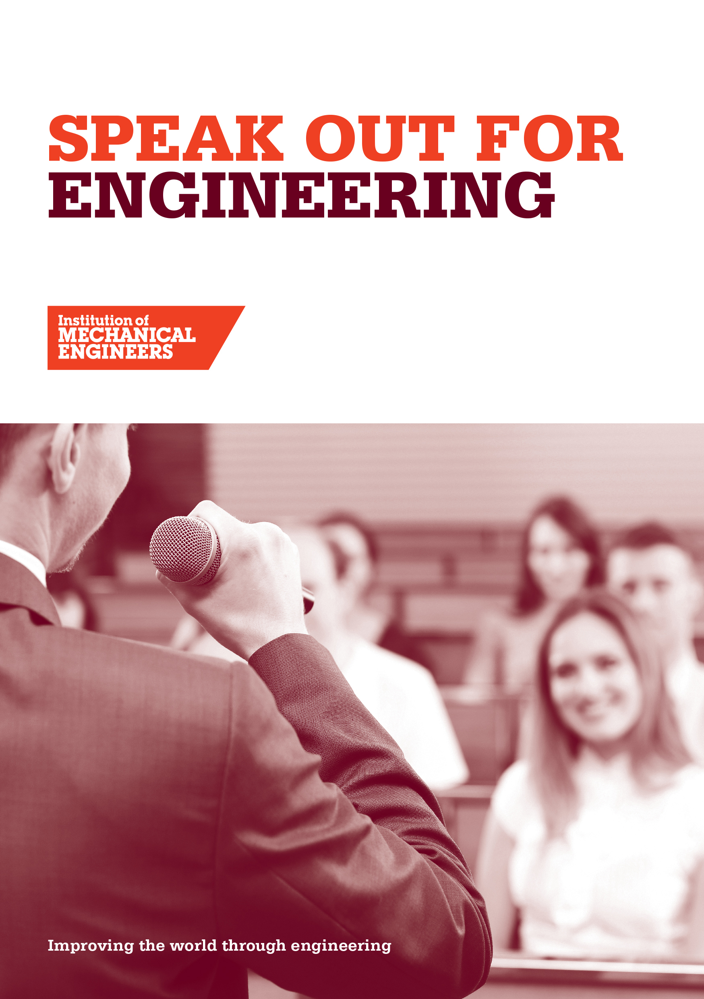 SPEAK OUT FOR
ENGINEERING
Institution of
MECHANICAL
ENGINEERS
Improving the world through engineering